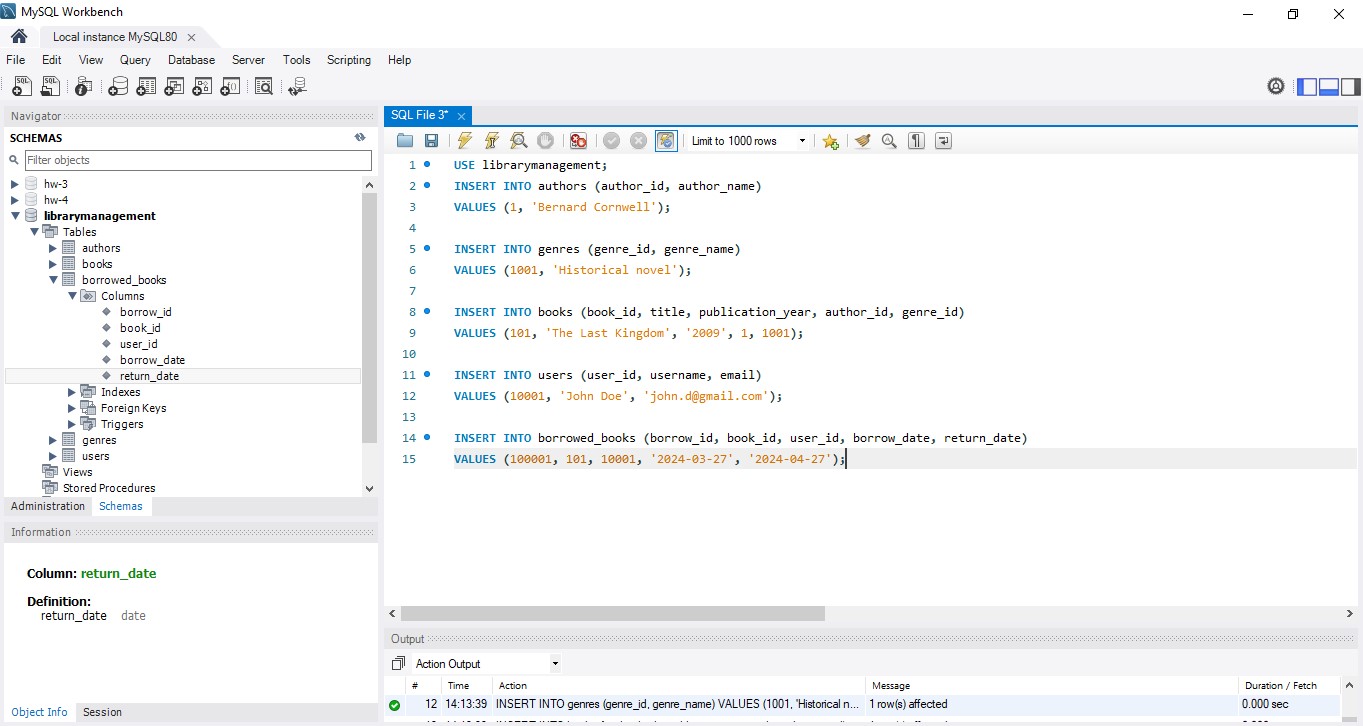 MySQL Workbench
Local instance MySQL80
File Edit View Query Database Server Tools Scripting Help
Navigator
SCHEMAS
Filter objects
hw-3
hw-4
librarymanagement
Tables
authors
books
borrowed_books
Columns
borrow_id
book_id
user_id
borrow_date
return_date
Indexes
Foreign Keys
Triggers
genres
users
Views
Stored Procedures
Administration Schemas
Information
Column: return_date
Definition:
return_date date
Object Info Session
SQL File 3*
Limit to 1000 rows
1 USE librarymanagement;
2 INSERT INTO authors (author_id, author_name)
3 VALUES (1, 'Bernard Cornwell');
4
5 INSERT INTO genres (genre_id, genre_name)
6 VALUES (1001, 'Historical novel');
7
8 INSERT INTO books (book_id, title, publication_year, author_id, genre_id)
9 VALUES (101, 'The Last Kingdom', '2009', 1, 1001);
10
11 INSERT INTO users (user_id, username, email)
12 VALUES (10001, 'John Doe', 'john.d@gmail.com');
13
14 INSERT INTO borrowed_books (borrow_id, book_id, user_id, borrow_date, return_date)
15 VALUES (100001, 101, 10001, '2024-03-27', '2024-04-27');
Output
Action Output
# Time Action Message Duration / Fetch
12 14:13:39 INSERT INTO genres (genre_id, genre_name) VALUES (1001, 'Historical n... 1 row(s) affected 0.000 sec